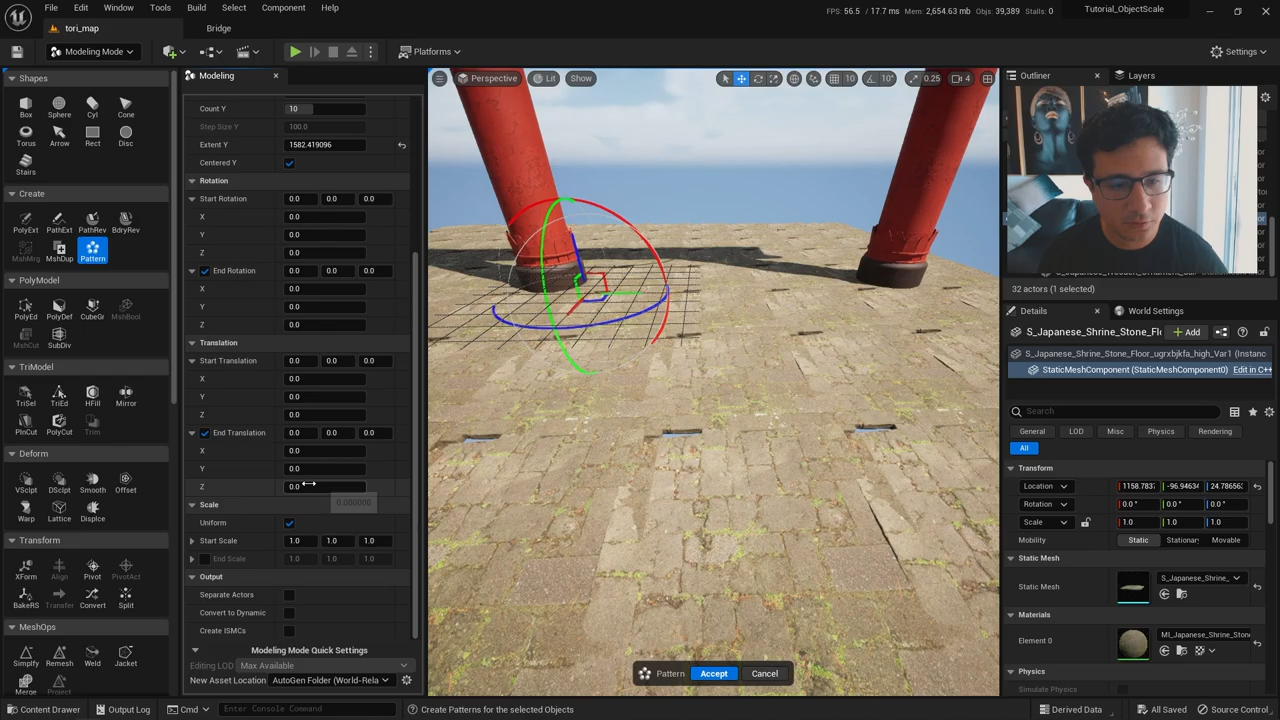 File Edit Window Tools Build Select Component Help
FPS: 56.5 / 17.7 ms Mem: 2,654.63 mb Objs: 39,389 Stalls: 0
Tutorial_ObjectScale
tori_map
Bridge
Modeling Mode
Platforms
Settings
Shapes
Box Sphere Cyl Cone
Torus Arrow Rect Disc
Stairs
Create
PolyExt PathExt PathRev BdryRev
MshMrg MshDup Pattern
PolyModel
PolyEd PolyDef CubeGr MshBool
MshCut SubDiv
TriModel
TriSel TriEd HFill Mirror
PlnCut PolyCut Trim
Deform
VSclpt DSclpt Smooth Offset
Warp Lattice Displce
Transform
XForm Align Pivot PivotAct
BakeRS Transfer Convert Split
MeshOps
Simplfy Remesh Weld Jacket
Merge Project
Modeling
Count Y 10
Step Size Y 100.0
Extent Y 1582.419096
Centered Y
Rotation
Start Rotation 0.0 0.0 0.0
X 0.0
Y 0.0
Z 0.0
End Rotation 0.0 0.0 0.0
X 0.0
Y 0.0
Z 0.0
Translation
Start Translation 0.0 0.0 0.0
X 0.0
Y 0.0
Z 0.0
End Translation 0.0 0.0 0.0
X 0.0
Y 0.0
Z 0.0
0.000000
Scale
Uniform
Start Scale 1.0 1.0 1.0
End Scale 1.0 1.0 1.0
Output
Separate Actors
Convert to Dynamic
Create ISMCs
Modeling Mode Quick Settings
Editing LOD Max Available
New Asset Location AutoGen Folder (World-Rela
Perspective Lit Show
10 10° 0.25 4
Pattern Accept Cancel
Outliner Layers
32 actors (1 selected)
Details World Settings
S_Japanese_Shrine_Stone_Fl
Add
S_Japanese_Shrine_Stone_Floor_ugrxbjkfa_high_Var1 (Instanc
StaticMeshComponent (StaticMeshComponent0) Edit in C++
Search
General LOD Misc Physics Rendering
All
Transform
Location 1158.7837 -96.94634 24.78656
Rotation 0.0 ° 0.0 ° 0.0 °
Scale 1.0 1.0 1.0
Mobility Static Stationary Movable
Static Mesh
Static Mesh S_Japanese_Shrine_
Materials
Element 0 MI_Japanese_Shrine_Stone
Physics
Simulate Physics
Content Drawer Output Log Cmd Enter Console Command Create Patterns for the selected Objects Derived Data All Saved Source Control